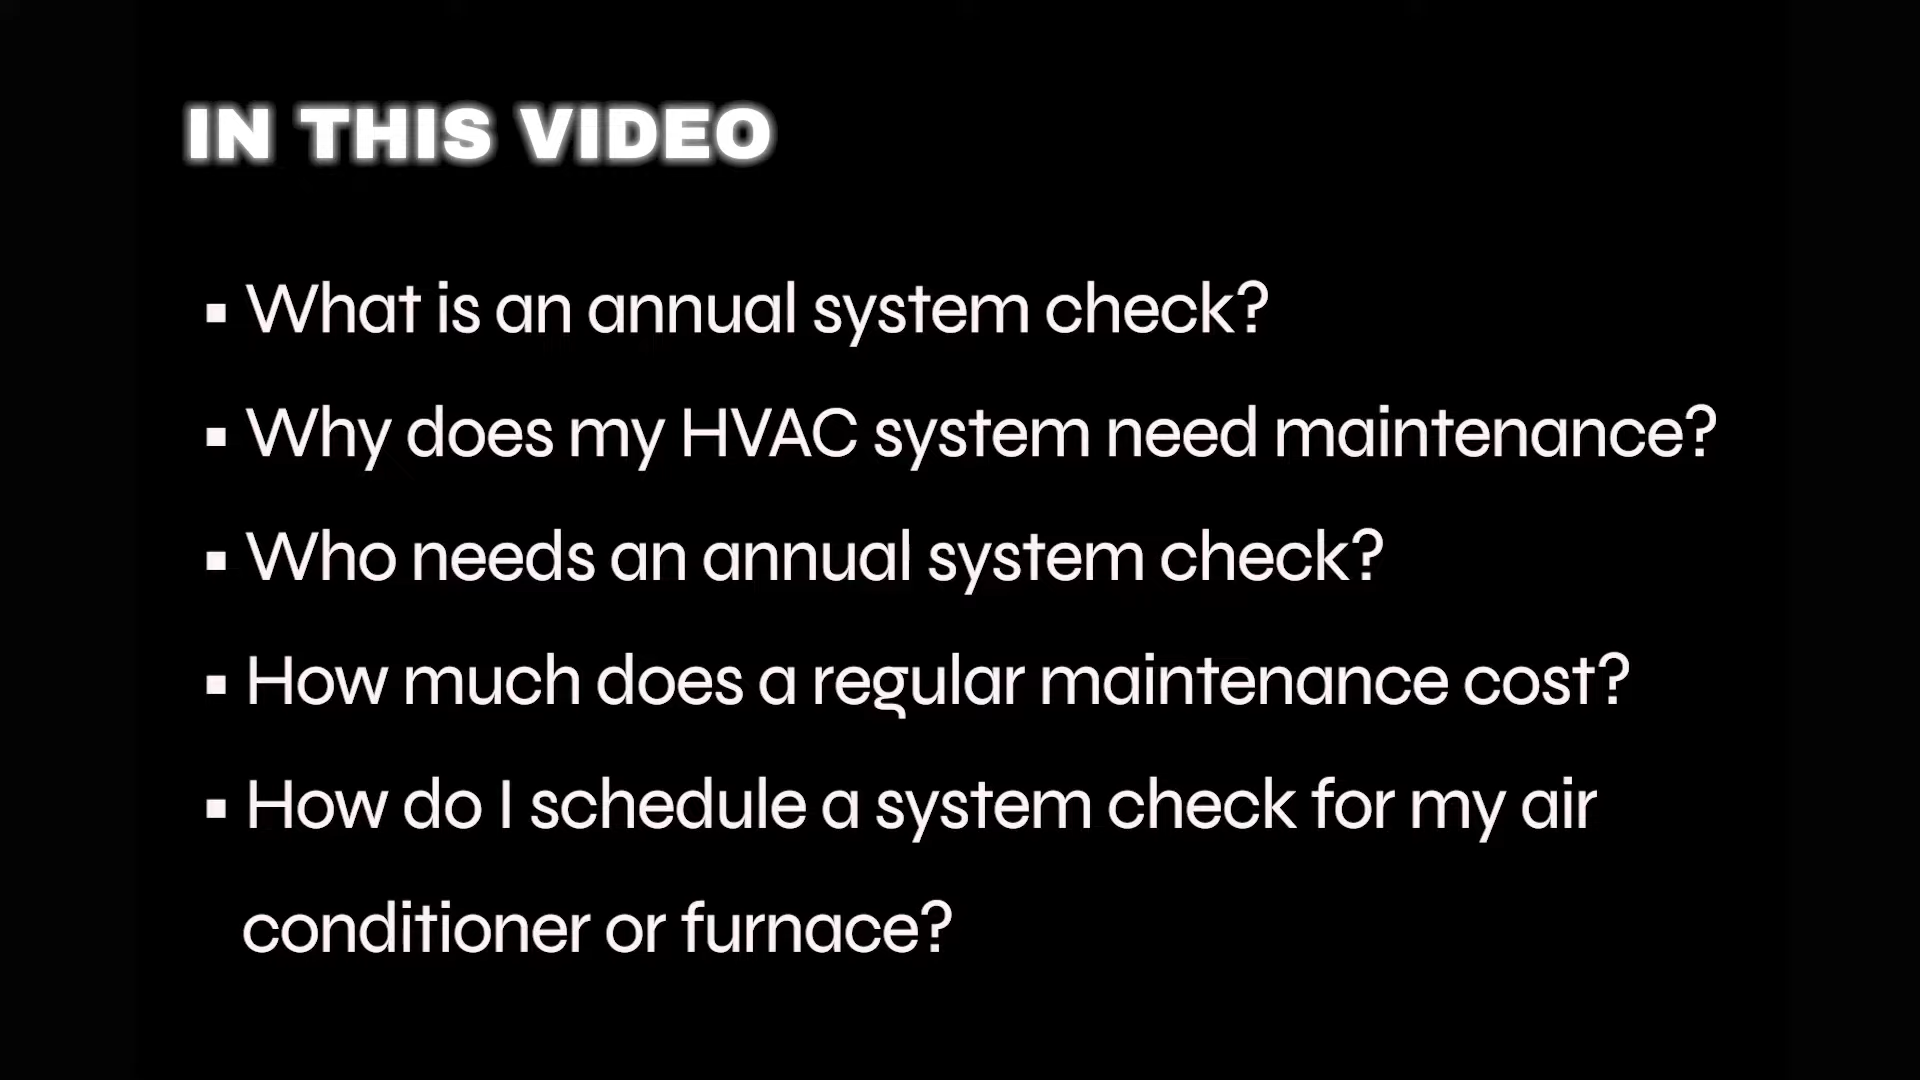 IN THIS VIDEO
▪ What is an annual system check?
▪ Why does my HVAC system need maintenance?
▪ Who needs an annual system check?
▪ How much does a regular maintenance cost?
▪ How do I schedule a system check for my air
conditioner or furnace?